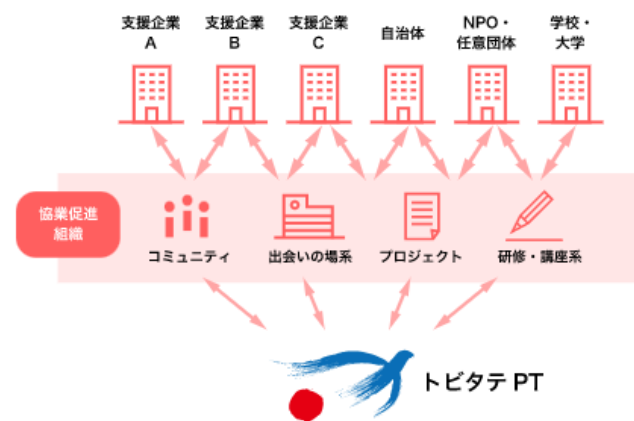 支援企業
A
支援企業
B
支援企業
C
自治体
NPO・
任意団体
学校・
大学
協業促進
組織
コミュニティ
出会いの場系
プロジェクト
研修・講座系
トビタテ PT